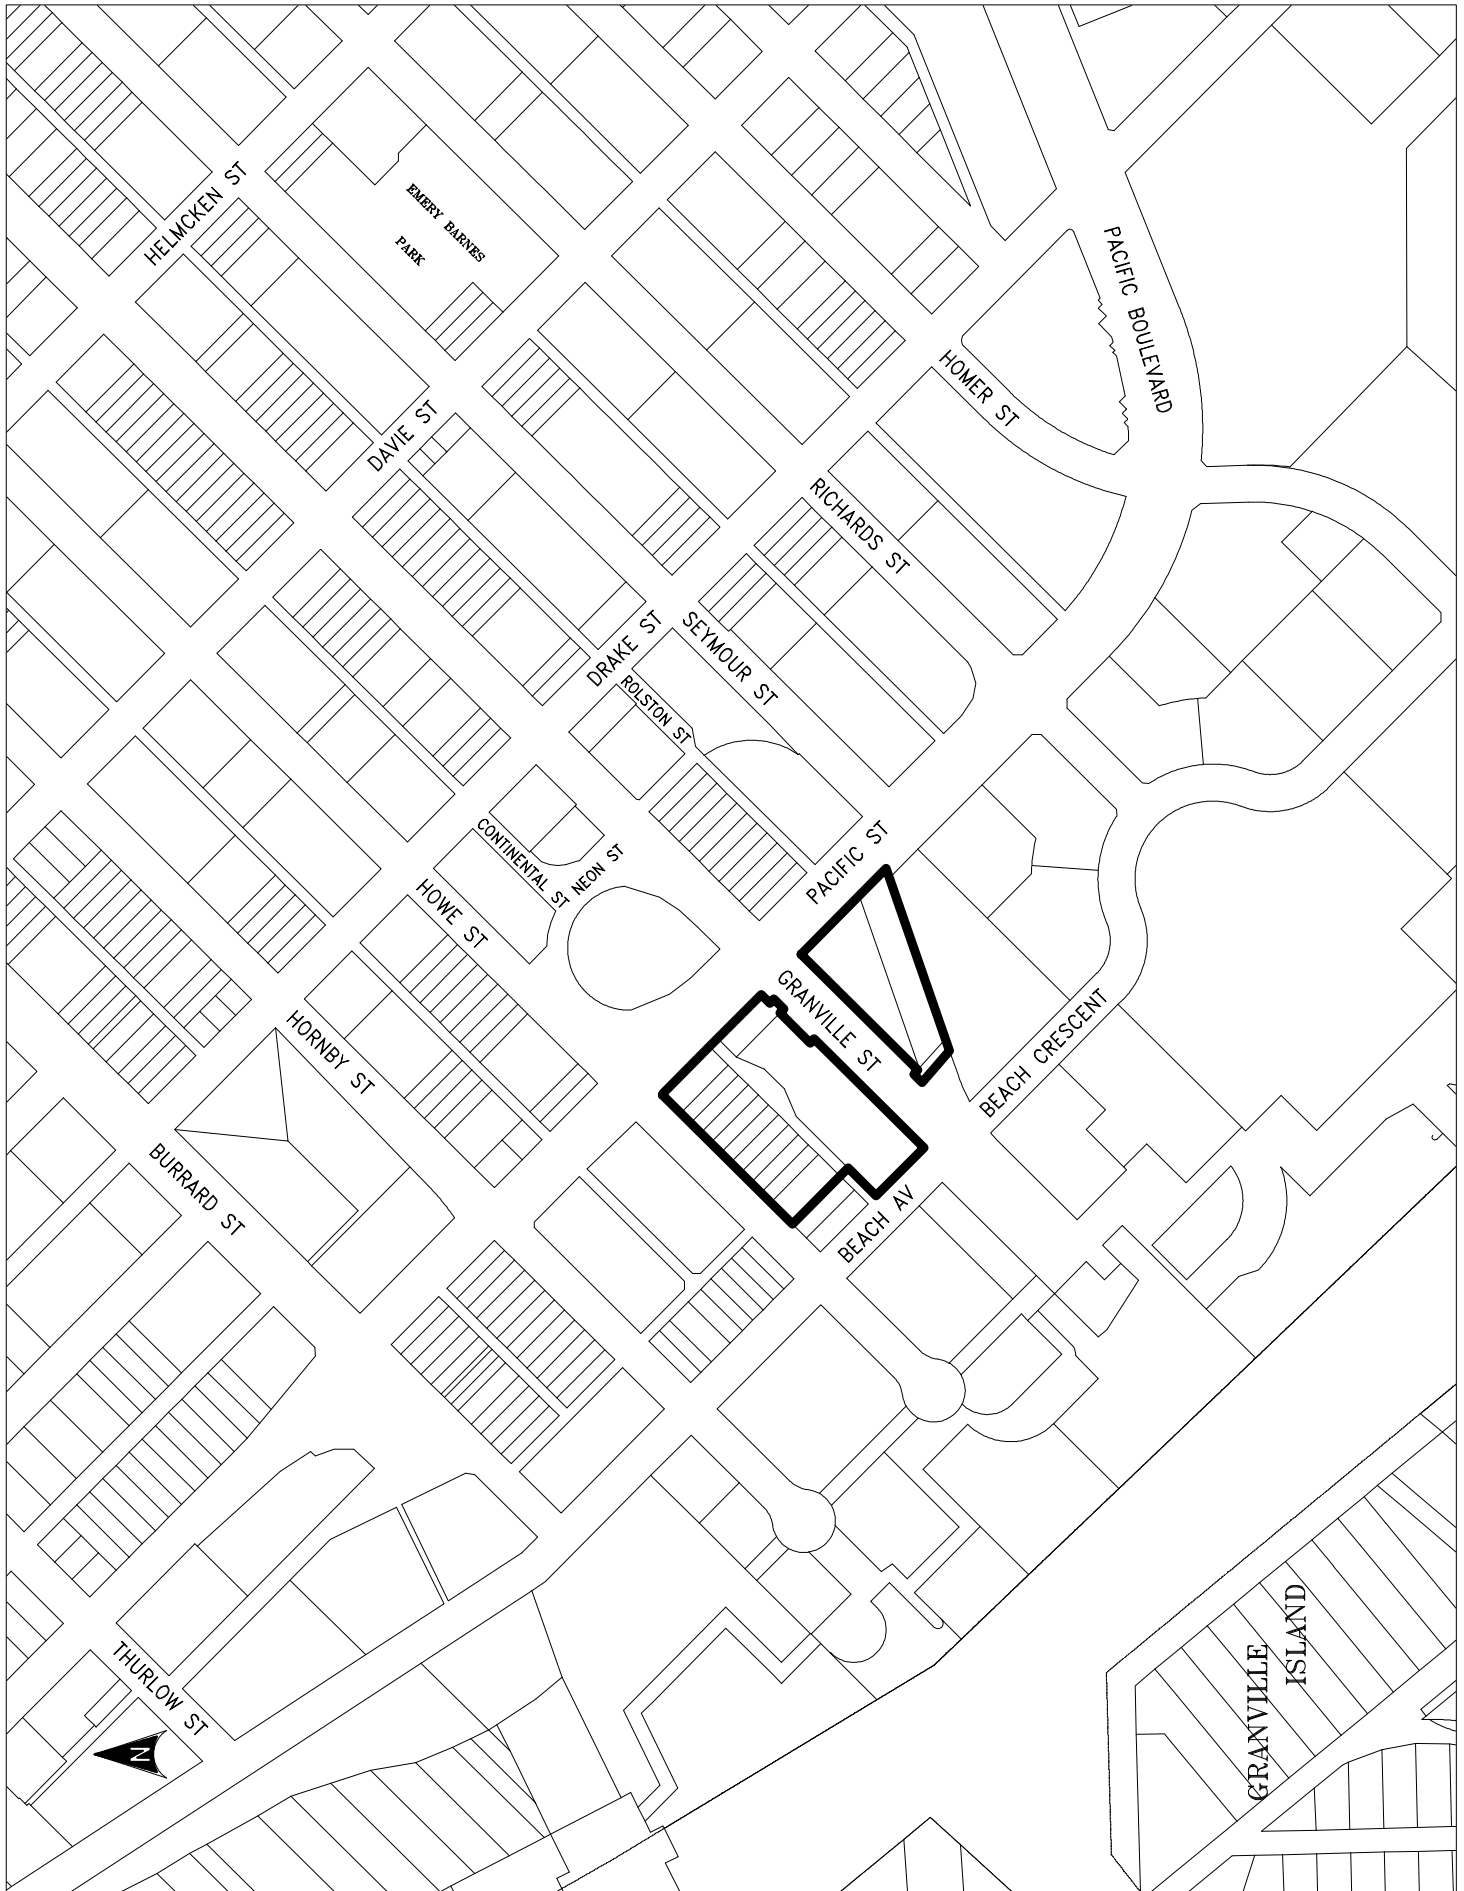 HELMCKEN ST
EMERY BARNES
PARK
PACIFIC BOULEVARD
HOMER ST
DAVIE ST
RICHARDS ST
DRAKE ST
SEYMOUR ST
ROLSTON ST
CONTINENTAL ST
NEON ST
PACIFIC ST
HOWE ST
GRANVILLE ST
HORNBY ST
BEACH CRESCENT
BURRARD ST
BEACH AV
THURLOW ST
GRANVILLE
ISLAND
N